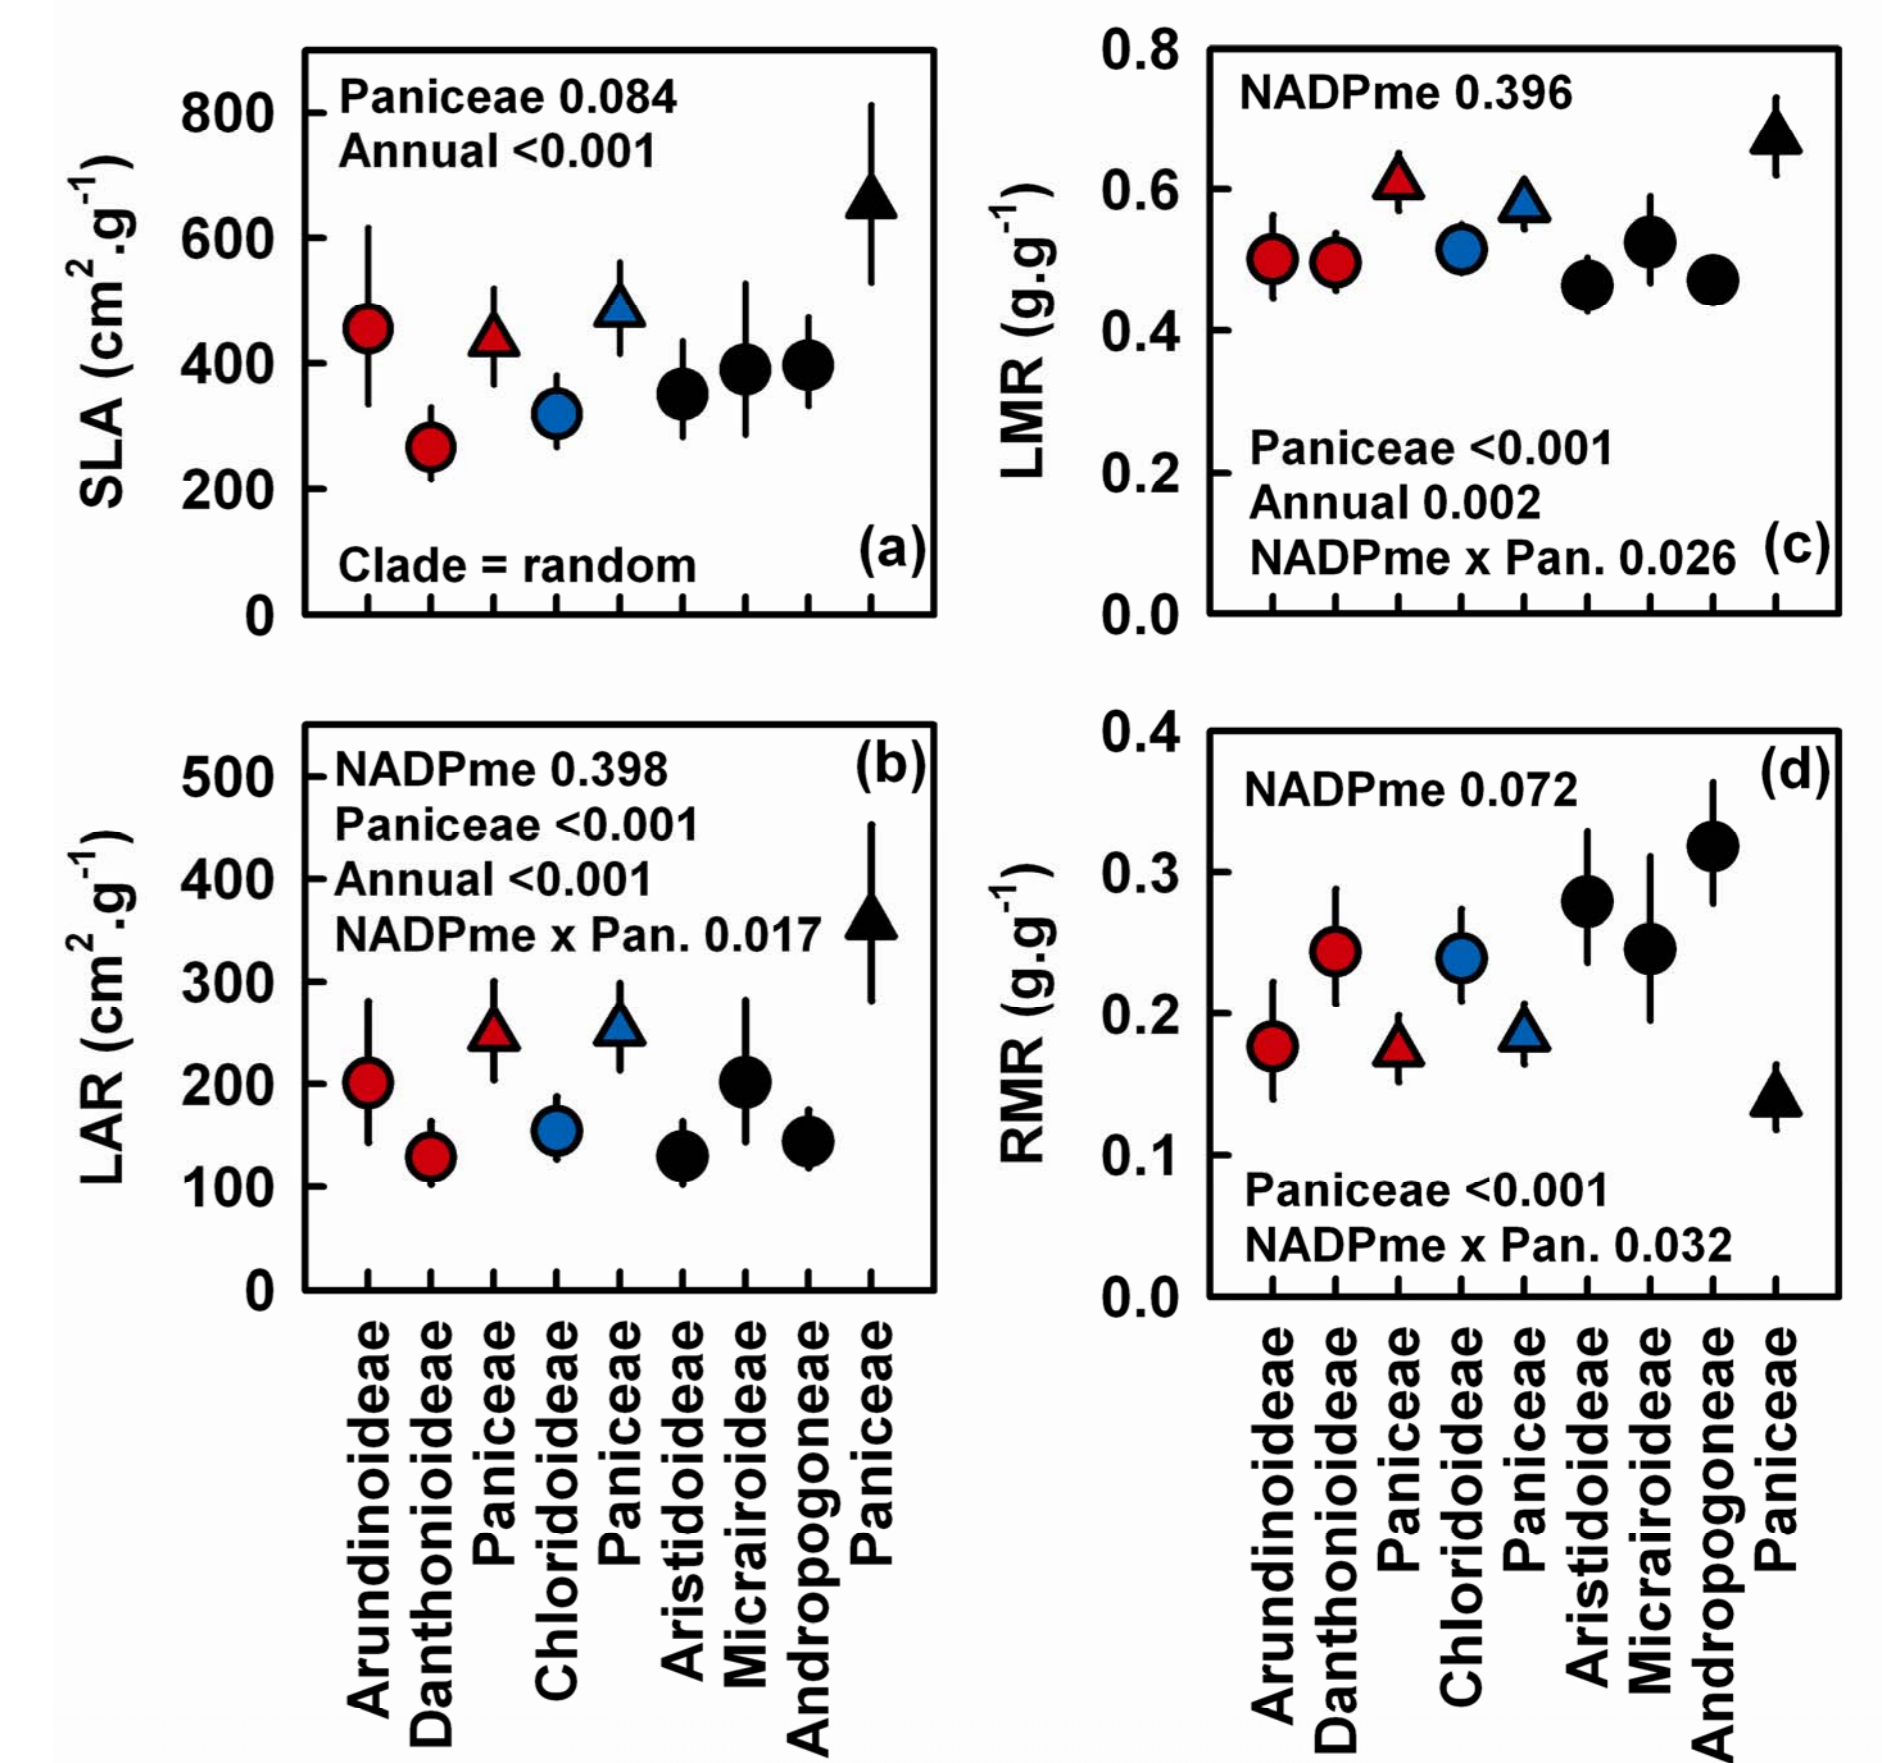 SLA (cm2.g-1)
800
600
400
200
0
Paniceae 0.084
Annual <0.001
Clade = random
(a)
LMR (g.g-1)
0.8
0.6
0.4
0.2
0.0
NADPme 0.396
Paniceae <0.001
Annual 0.002
NADPme x Pan. 0.026
(c)
LAR (cm2.g-1)
500
400
300
200
100
0
NADPme 0.398
Paniceae <0.001
Annual <0.001
NADPme x Pan. 0.017
(b)
RMR (g.g-1)
0.4
0.3
0.2
0.1
0.0
NADPme 0.072
(d)
Paniceae <0.001
NADPme x Pan. 0.032
Arundinoideae
Danthonioideae
Paniceae
Chloridoideae
Paniceae
Aristidoideae
Micrairoideae
Andropogoneae
Paniceae
Arundinoideae
Danthonioideae
Paniceae
Chloridoideae
Paniceae
Aristidoideae
Micrairoideae
Andropogoneae
Paniceae